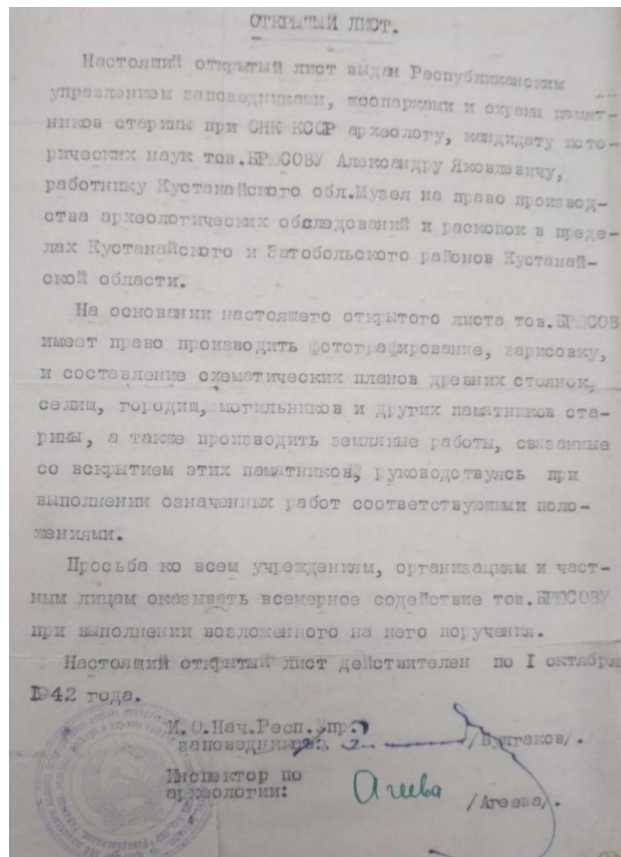 ОТКРЫТЫЙ ЛИСТ.
Настоящий открытый лист выдан Республиканским
управлением заповедниками, зоопарками и охраны памят-
ников старины при СНК КССР археологу, кандидату исто-
рических наук тов.БРЮСОВУ Александру Яковлевичу,
работнику Кустанайского обл.Музея на право производ-
ства археологических обследований и раскопок в преде-
лах Кустанайского и Затобольского районов Кустанай-
ской области.
На основании настоящего открытого листа тов.БРЮСОВ
имеет право производить фотографирование, зарисовку,
и составление схематических планов древних стоянок,
селищ, городищ, могильников и других памятников ста-
рины, а также производить земляные работы, связанные
со вскрытием этих памятников, руководствуясь при
выполнении означенных работ соответствующими поло-
жениями.
Просьба ко всем учреждениям, организациям и част-
ным лицам оказывать всемерное содействие тов.БРЮСОВУ
при выполнении возложенного на него поручения.
Настоящий открытый лист действителен по I октября
1942 года.
И.О.Нач.Респ.Упр.
заповедниками: /Булгаков/.
Инспектор по
археологии: Агеева /Агеева/.